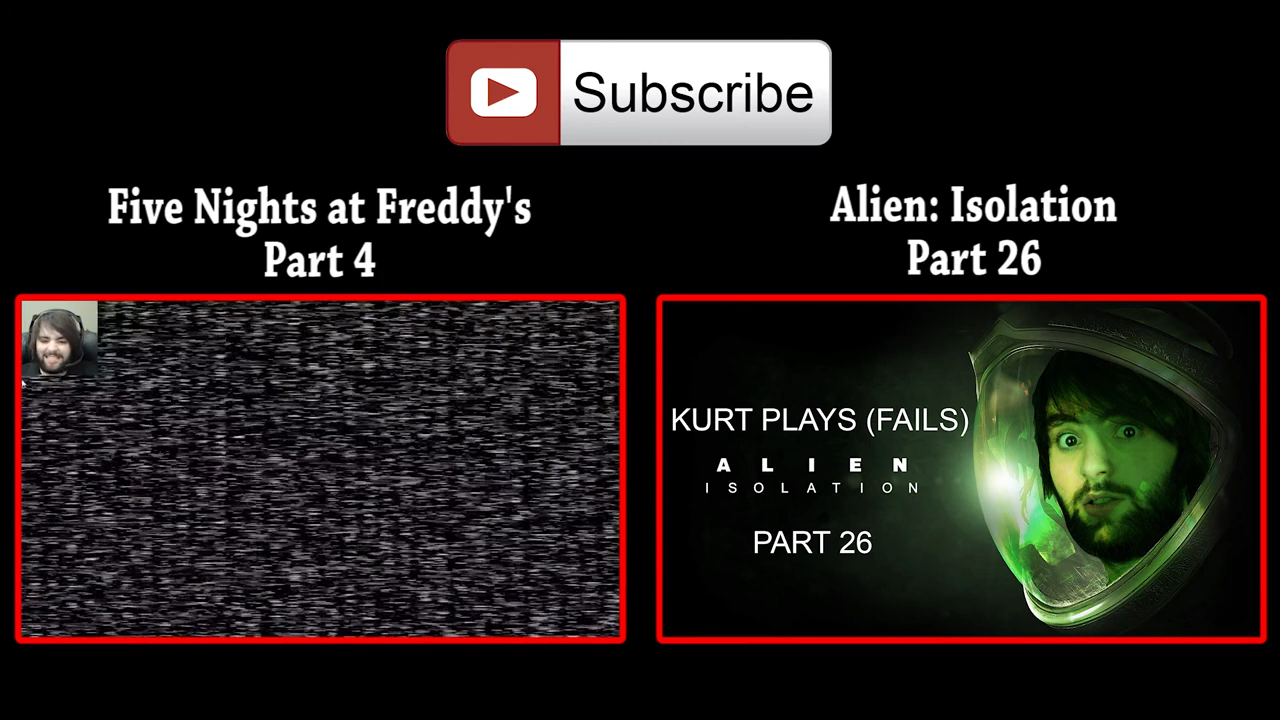 Subscribe
Five Nights at Freddy's
Part 4
Alien: Isolation
Part 26
KURT PLAYS (FAILS)
ALIEN
ISOLATION
PART 26